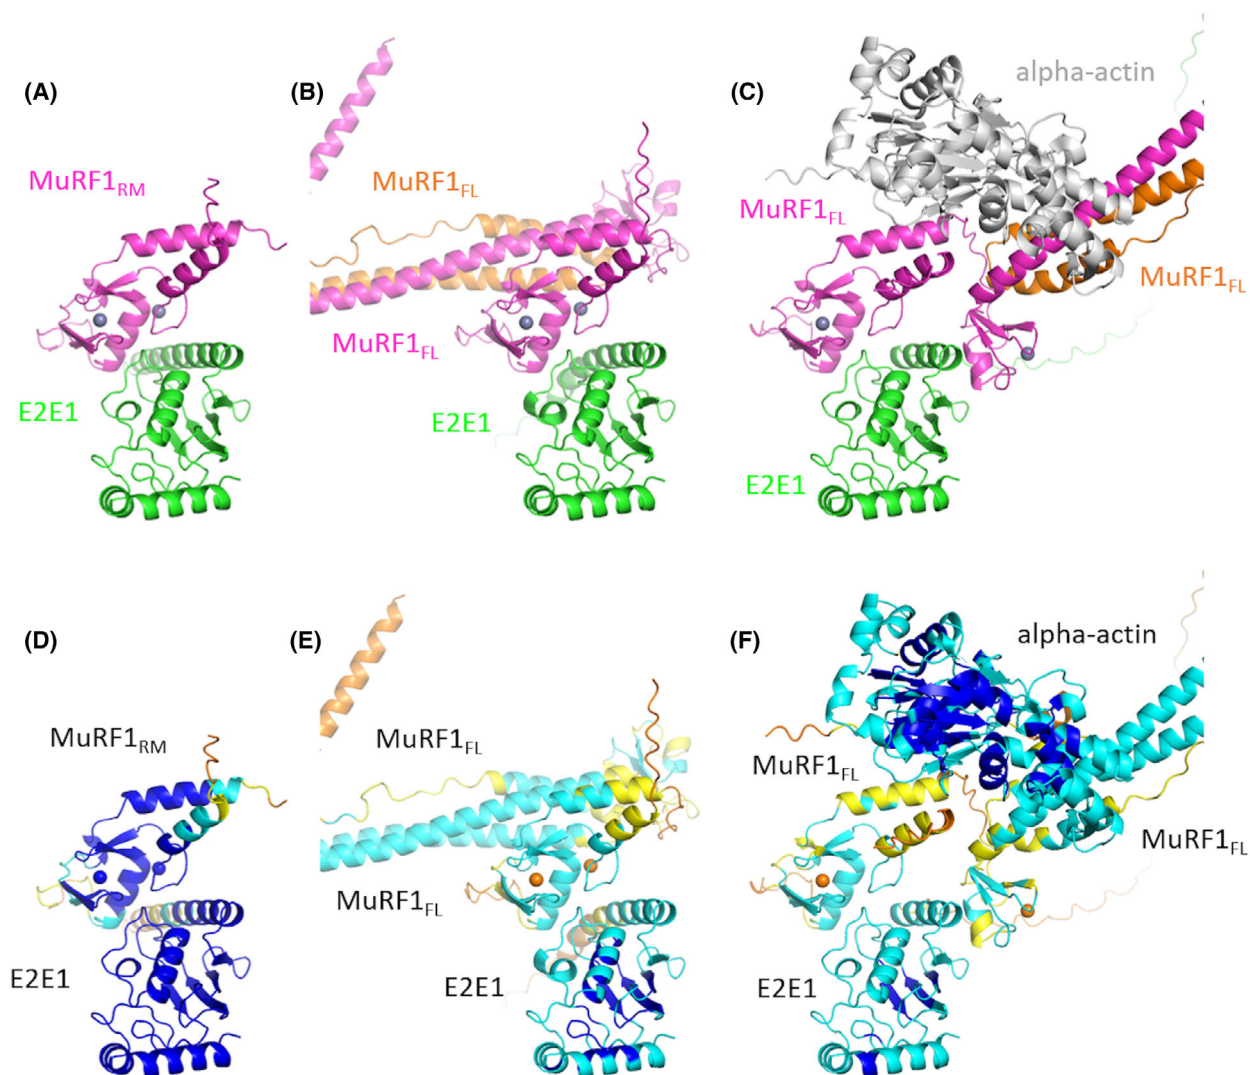 (A)
MuRF1RM
E2E1
(B)
MuRF1FL
MuRF1FL
E2E1
(C)
alpha-actin
MuRF1FL
MuRF1FL
E2E1
(D)
MuRF1RM
E2E1
(E)
MuRF1FL
MuRF1FL
E2E1
(F)
alpha-actin
MuRF1FL
MuRF1FL
E2E1